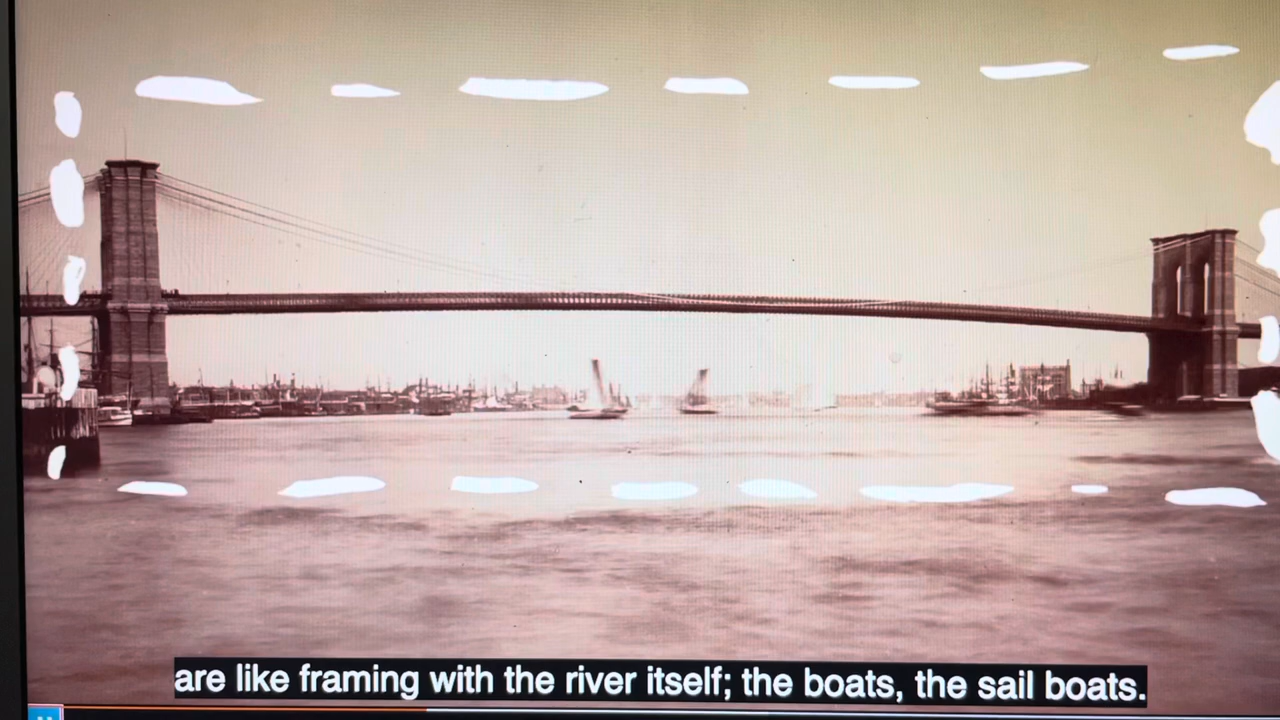 are like framing with the river itself; the boats, the sail boats.